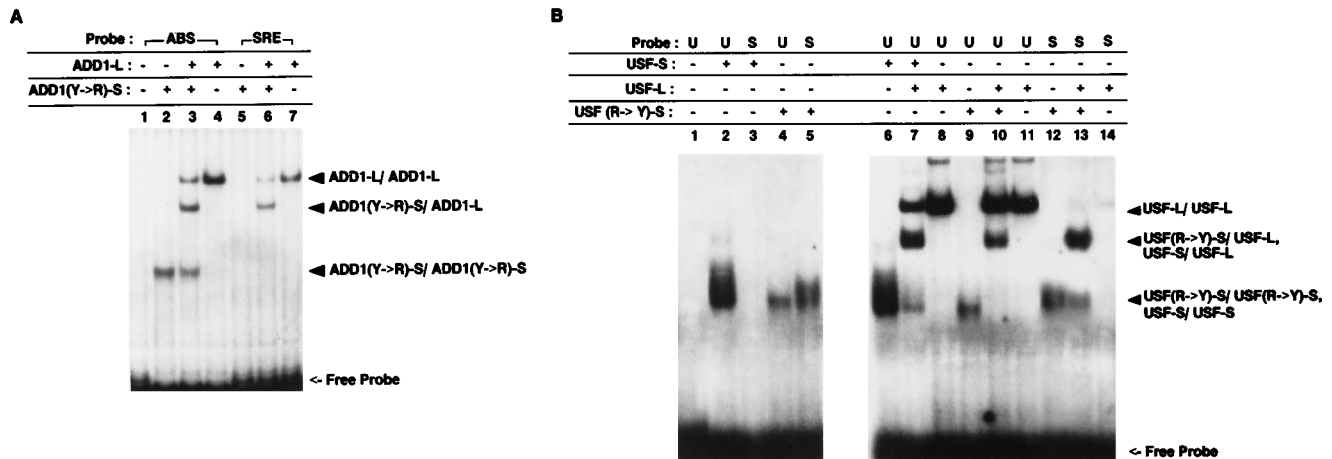 A
Probe : ABS SRE
ADD1-L : - - + + - + +
ADD1(Y->R)-S : - + + - + + -
1 2 3 4 5 6 7
ADD1-L/ ADD1-L
ADD1(Y->R)-S/ ADD1-L
ADD1(Y->R)-S/ ADD1(Y->R)-S
<- Free Probe
B
Probe : U U S U S U U U U U U S S S
USF-S : - + + - - + + - - - - - - -
USF-L : - - - - - - + + - + + - + +
USF (R-> Y)-S : - - - + + - - - + + - + + -
1 2 3 4 5 6 7 8 9 10 11 12 13 14
USF-L/ USF-L
USF(R->Y)-S/ USF-L,
USF-S/ USF-L
USF(R->Y)-S/ USF(R->Y)-S,
USF-S/ USF-S
<- Free Probe